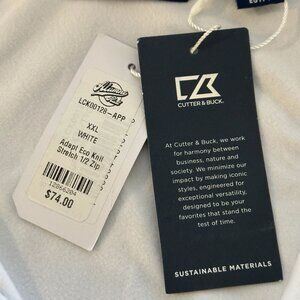 LCK00128-APP
XXL
WHITE
Adapt Eco Knit
Stretch 1/2 Zip
12866204
$74.00
CUTTER & BUCK
At Cutter & Buck, we work
for harmony between
business, nature and
society. We minimize our
impact by making iconic
styles, engineered for
exceptional versatility,
designed to be your
favorites that stand the
test of time.
SUSTAINABLE MATERIALS